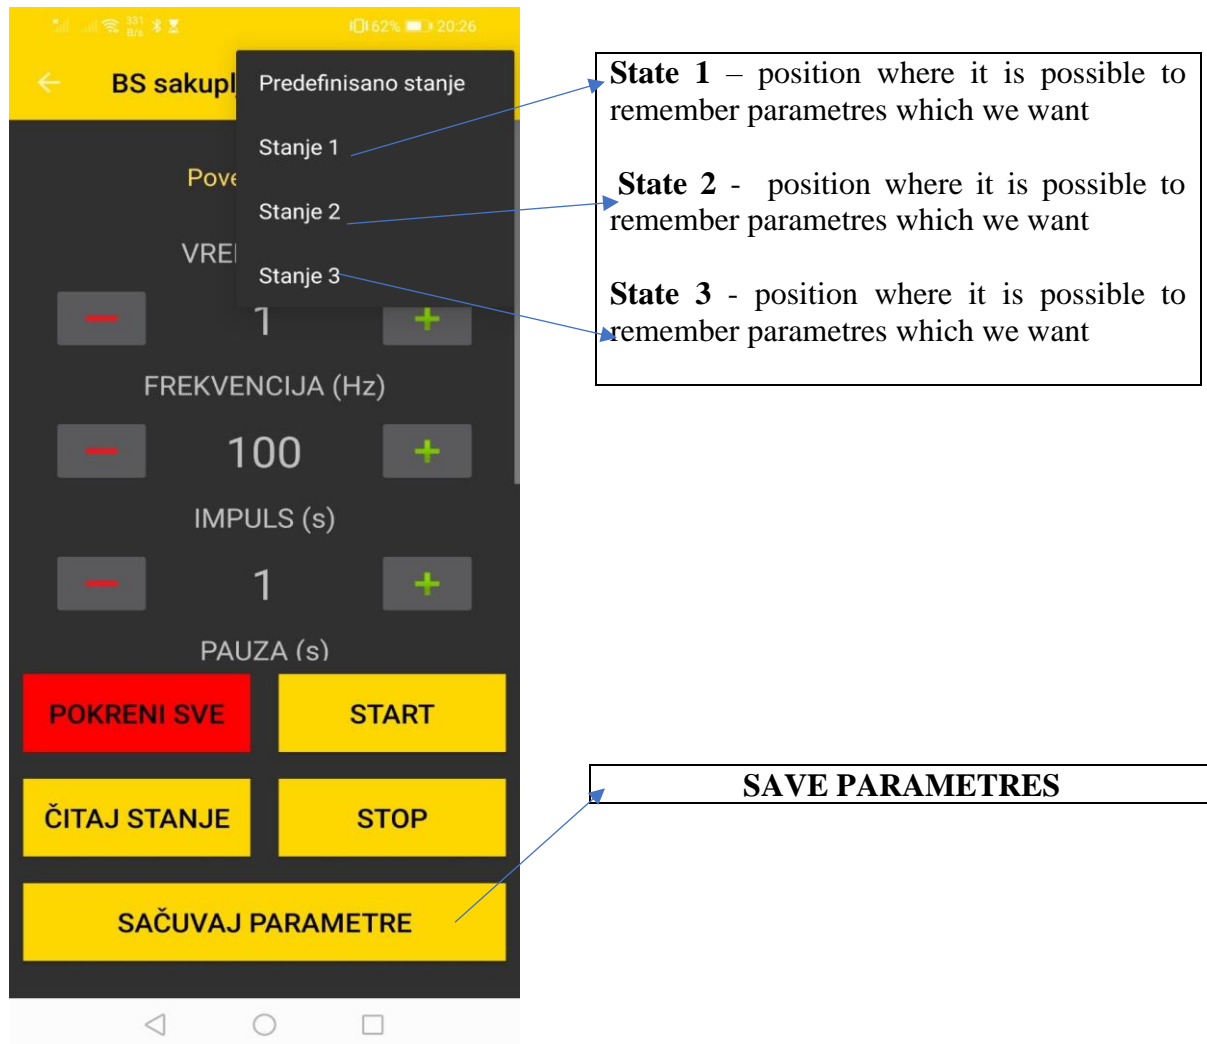 331
B/s
62%
20:26
BS sakupl
Predefinisano stanje
Stanje 1
Pove
Stanje 2
VRE
Stanje 3
1
FREKVENCIJA (Hz)
100
IMPULS (s)
1
PAUZA (s)
POKRENI SVE
START
ČITAJ STANJE
STOP
SAČUVAJ PARAMETRE
State 1 – position where it is possible to
remember parametres which we want
State 2 - position where it is possible to
remember parametres which we want
State 3 - position where it is possible to
remember parametres which we want
SAVE PARAMETRES